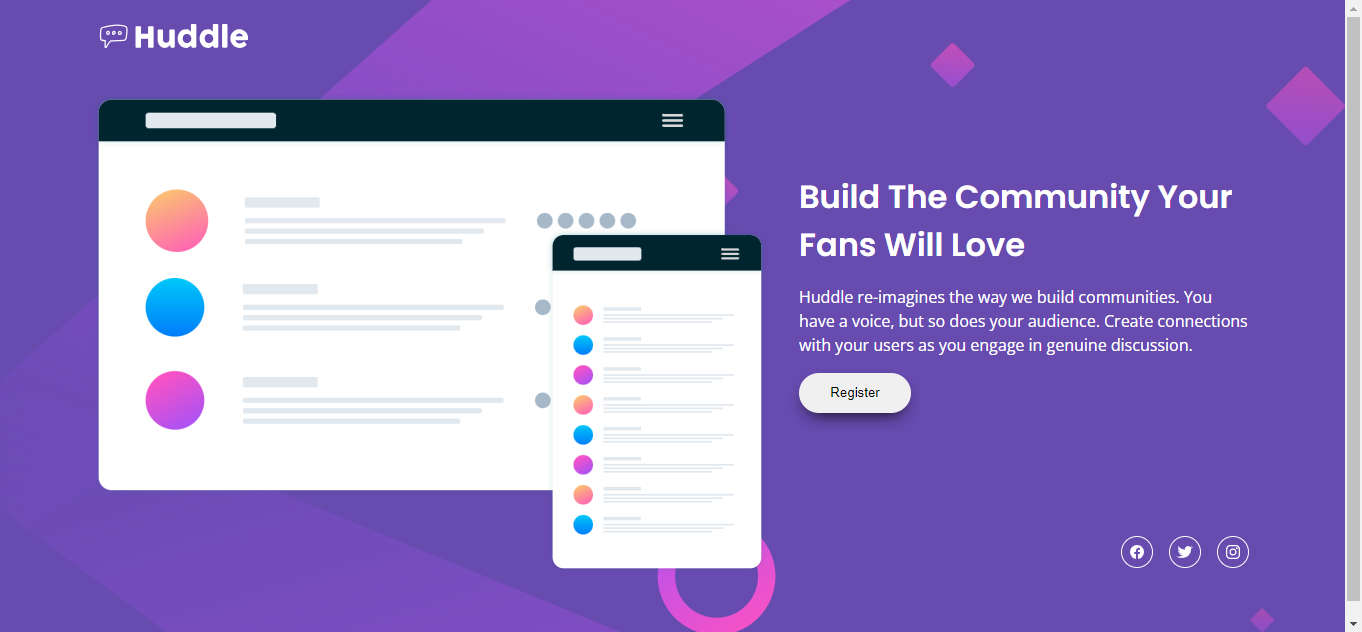 Huddle
Build The Community Your
Fans Will Love
Huddle re-imagines the way we build communities. You
have a voice, but so does your audience. Create connections
with your users as you engage in genuine discussion.
Register